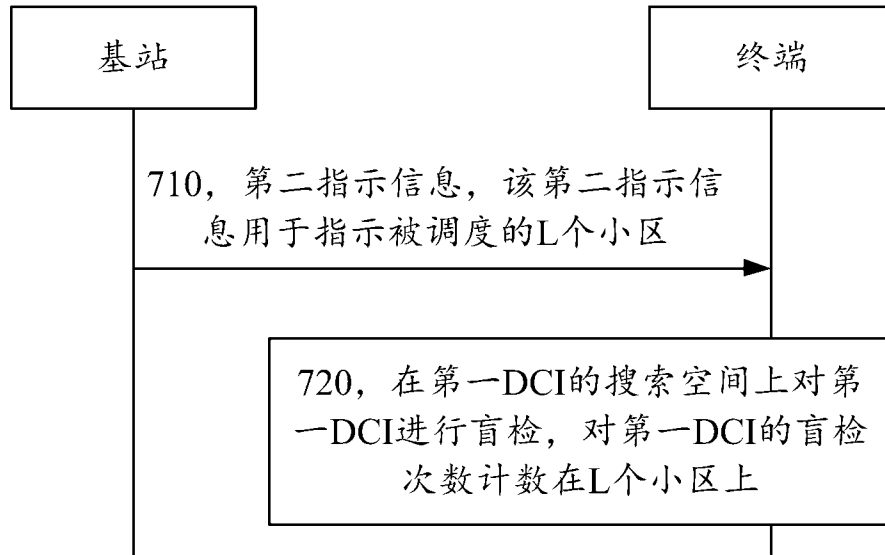 基站
终端
710，第二指示信息，该第二指示信
息用于指示被调度的L个小区
720，在第一DCI的搜索空间上对第
一DCI进行盲检，对第一DCI的盲检
次数计数在L个小区上